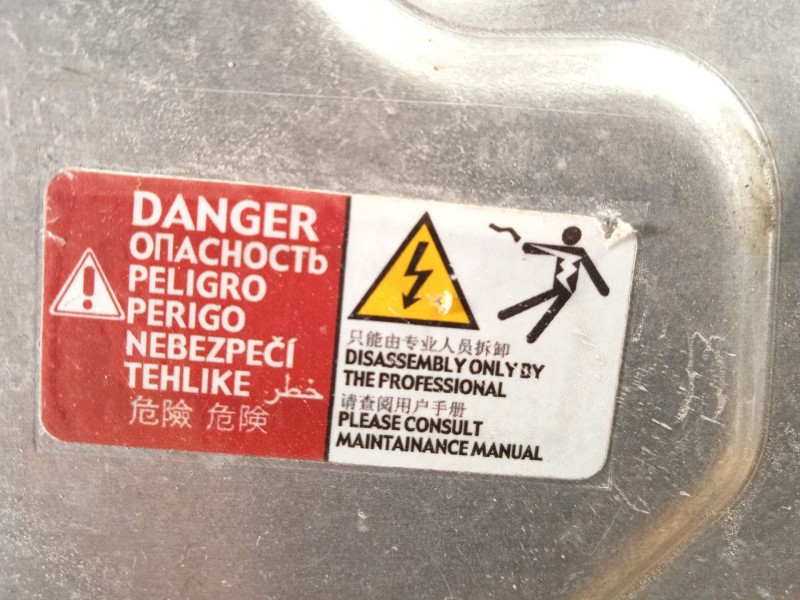 DANGER
ОПАСНОСТЬ
PELIGRO
PERIGO
NEBEZPEČÍ
TEHLIKE خطر
危險 危険
只能由专业人员拆卸
DISASSEMBLY ONLY BY
THE PROFESSIONAL
请查阅用户手册
PLEASE CONSULT
MAINTAINANCE MANUAL